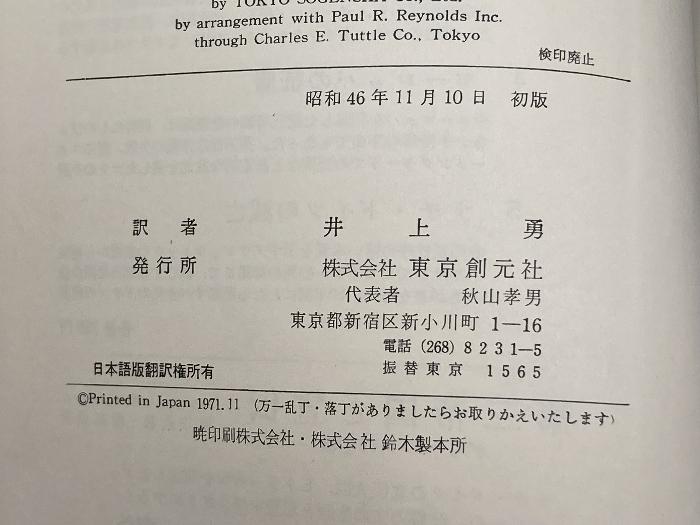 by TOKYO SOGENSHA Co., Ltd.
by arrangement with Paul R. Reynolds Inc.
through Charles E. Tuttle Co., Tokyo
検印廃止
昭和46年11月10日 初版
訳者 井上勇
発行所 株式会社 東京創元社
代表者 秋山孝男
東京都新宿区新小川町 1—16
電話 (268) 8231—5
振替東京 1565
日本語版翻訳権所有
©Printed in Japan 1971.11 (万一乱丁・落丁がありましたらお取りかえいたします)
暁印刷株式会社・株式会社 鈴木製本所